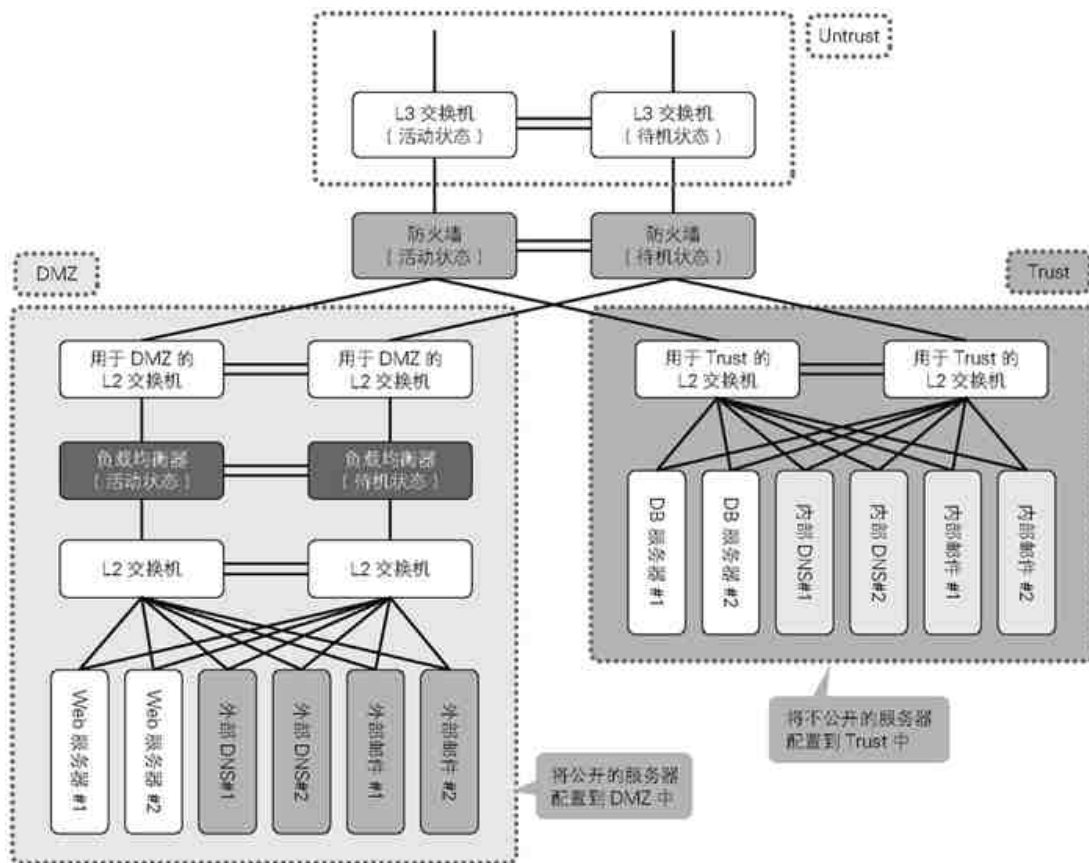 Untrust
L3 交换机
(活动状态)
L3 交换机
(待机状态)
防火墙
(活动状态)
防火墙
(待机状态)
DMZ
Trust
用于 DMZ 的
L2 交换机
用于 DMZ 的
L2 交换机
用于 Trust 的
L2 交换机
用于 Trust 的
L2 交换机
负载均衡器
(活动状态)
负载均衡器
(待机状态)
L2 交换机
L2 交换机
DB 服务器 #1
DB 服务器 #2
内部 DNS#1
内部 DNS#2
内部邮件 #1
内部邮件 #2
Web 服务器 #1
Web 服务器 #2
外部 DNS#1
外部 DNS#2
外部邮件 #1
外部邮件 #2
将不公开的服务器
配置到 Trust 中
将公开的服务器
配置到 DMZ 中